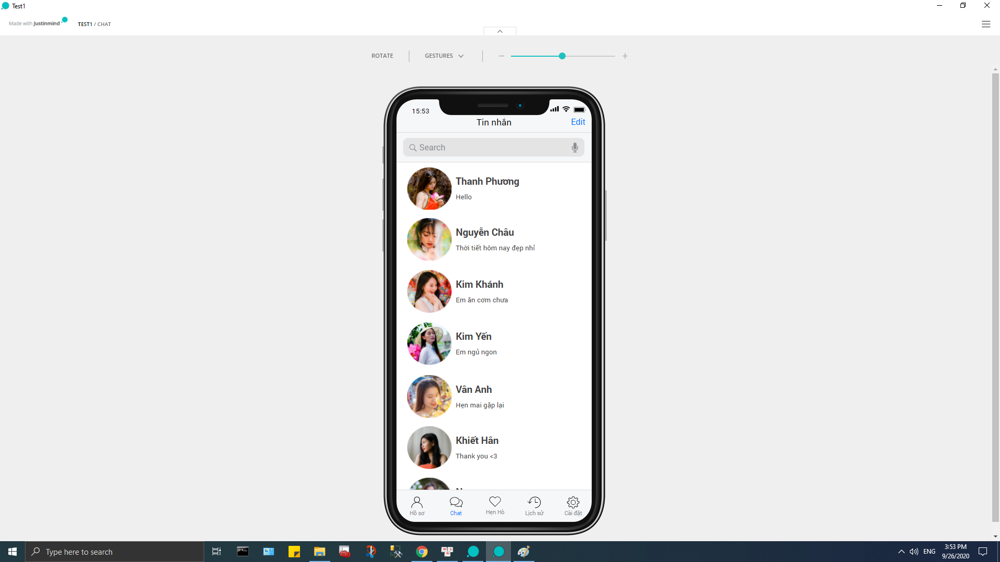 Test1
Made with Justinmind
TEST1 / CHAT
ROTATE
GESTURES
15:53
Tin nhắn
Edit
Search
Thanh Phương
Hello
Nguyễn Châu
Thời tiết hôm nay đẹp nhỉ
Kim Khánh
Em ăn cơm chưa
Kim Yến
Em ngủ ngon
Vân Anh
Hẹn mai gặp lại
Khiết Hân
Thank you <3
Hồ sơ
Chat
Hẹn Hò
Lịch sử
Cài đặt
Type here to search
ENG
3:53 PM
9/26/2020